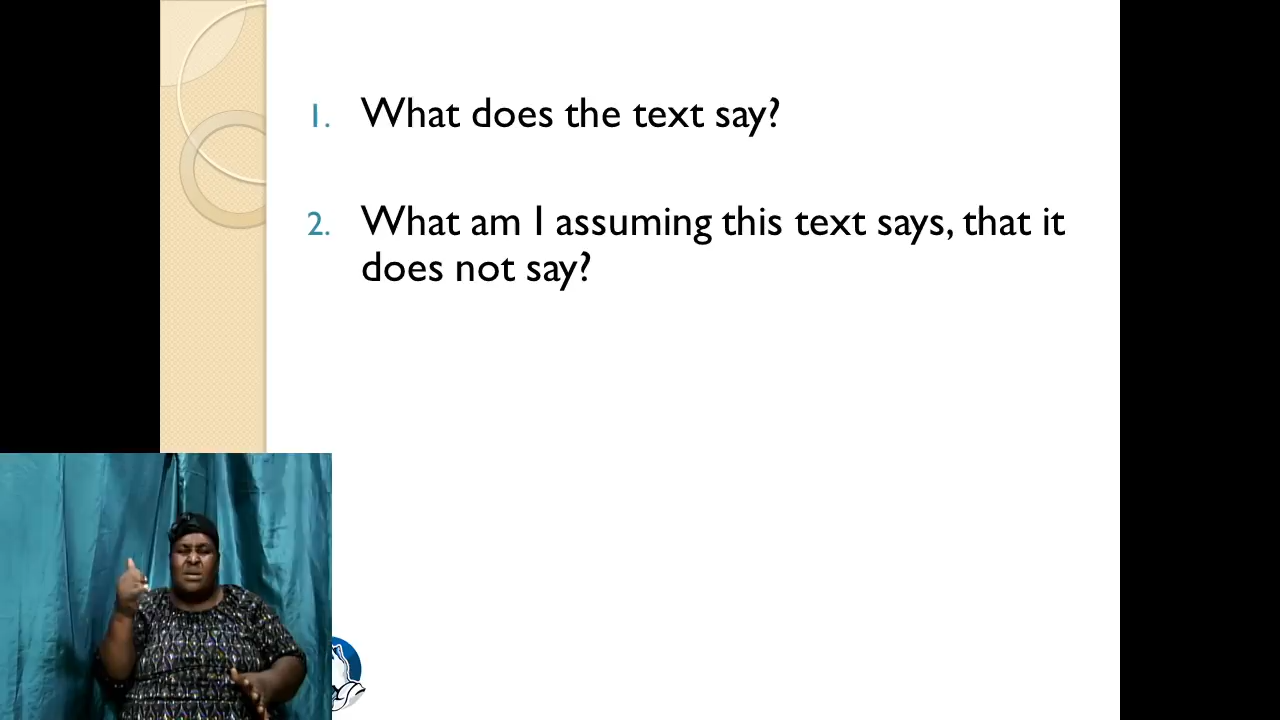 1. What does the text say?
2. What am I assuming this text says, that it
does not say?